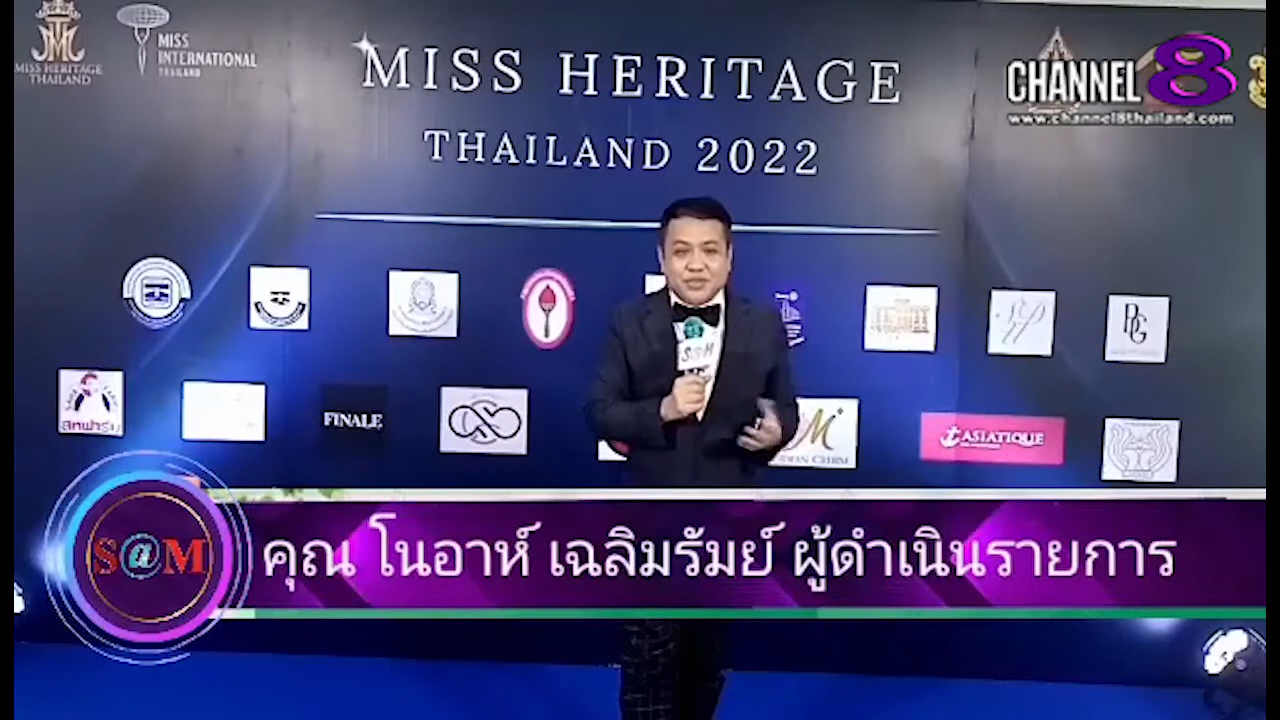 MISS HERITAGE
THAILAND
MISS
INTERNATIONAL
THAILAND
MISS HERITAGE
THAILAND 2022
CHANNEL 8
www.channel8thailand.com
FINALE
ASIATIQUE
S@M
S@M
คุณ โนอาห์ เฉลิมรัมย์ ผู้ดำเนินรายการ